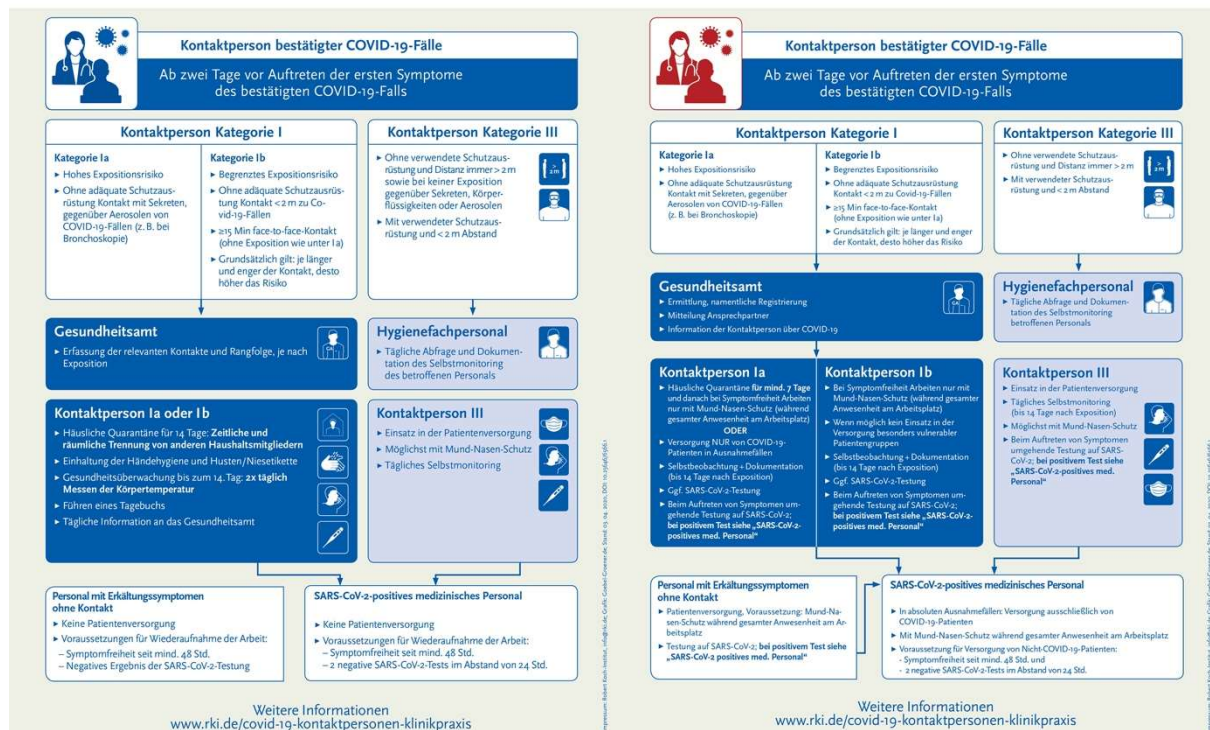 Kontaktperson bestätigter COVID-19-Fälle
Ab zwei Tage vor Auftreten der ersten Symptome
des bestätigten COVID-19-Falls
Kontaktperson Kategorie I
Kategorie Ia
▸ Hohes Expositionsrisiko
▸ Ohne adäquate Schutzaus-
rüstung Kontakt mit Sekreten,
gegenüber Aerosolen von
COVID-19-Fällen (z. B. bei
Bronchoskopie)
Kategorie Ib
▸ Begrenztes Expositionsrisiko
▸ Ohne adäquate Schutzausrüs-
tung Kontakt < 2 m zu Co-
vid-19-Fällen
▸ ≥15 Min face-to-face-Kontakt
(ohne Exposition wie unter Ia)
▸ Grundsätzlich gilt: je länger
und enger der Kontakt, desto
höher das Risiko
Kontaktperson Kategorie III
▸ Ohne verwendete Schutzaus-
rüstung und Distanz immer > 2 m
sowie bei keiner Exposition
gegenüber Sekreten, Körper-
flüssigkeiten oder Aerosolen
▸ Mit verwendeter Schutzaus-
rüstung und < 2 m Abstand
>
2 m
Gesundheitsamt
▸ Erfassung der relevanten Kontakte und Rangfolge, je nach
Exposition
GA
Hygienefachpersonal
▸ Tägliche Abfrage und Dokumen-
tation des Selbstmonitoring
des betroffenen Personals
Kontaktperson Ia oder Ib
▸ Häusliche Quarantäne für 14 Tage: Zeitliche und
räumliche Trennung von anderen Haushaltsmitgliedern
▸ Einhaltung der Händehygiene und Husten/Niesetikette
▸ Gesundheitsüberwachung bis zum 14. Tag: 2x täglich
Messen der Körpertemperatur
▸ Führen eines Tagebuchs
▸ Tägliche Information an das Gesundheitsamt
Kontaktperson III
▸ Einsatz in der Patientenversorgung
▸ Möglichst mit Mund-Nasen-Schutz
▸ Tägliches Selbstmonitoring
Personal mit Erkältungssymptomen
ohne Kontakt
▸ Keine Patientenversorgung
▸ Voraussetzungen für Wiederaufnahme der Arbeit:
– Symptomfreiheit seit mind. 48 Std.
– Negatives Ergebnis der SARS-CoV-2-Testung
SARS-CoV-2-positives medizinisches Personal
▸ Keine Patientenversorgung
▸ Voraussetzungen für Wiederaufnahme der Arbeit:
– Symptomfreiheit seit mind. 48 Std.
– 2 negative SARS-CoV-2-Tests im Abstand von 24 Std.
Weitere Informationen
www.rki.de/covid-19-kontaktpersonen-klinikpraxis
Kontaktperson bestätigter COVID-19-Fälle
Ab zwei Tage vor Auftreten der ersten Symptome
des bestätigten COVID-19-Falls
Kontaktperson Kategorie I
Kategorie Ia
▸ Hohes Expositionsrisiko
▸ Ohne adäquate Schutzausrüstung
Kontakt mit Sekreten, gegenüber
Aerosolen von COVID-19-Fällen
(z. B. bei Bronchoskopie)
Kategorie Ib
▸ Begrenztes Expositionsrisiko
▸ Ohne adäquate Schutzausrüstung
Kontakt < 2 m zu Covid-19-Fällen
▸ ≥15 Min face-to-face-Kontakt
(ohne Exposition wie unter Ia)
▸ Grundsätzlich gilt: je länger und enger
der Kontakt, desto höher das Risiko
Kontaktperson Kategorie III
▸ Ohne verwendete Schutzaus-
rüstung und Distanz immer > 2 m
▸ Mit verwendeter Schutzaus-
rüstung und < 2 m Abstand
>
2 m
Gesundheitsamt
▸ Ermittlung, namentliche Registrierung
▸ Mitteilung Ansprechpartner
▸ Information der Kontaktperson über COVID-19
GA
Hygienefachpersonal
▸ Tägliche Abfrage und Dokumen-
tation des Selbstmonitoring
betroffenen Personals
Kontaktperson Ia
▸ Häusliche Quarantäne für mind. 7 Tage
und danach bei Symptomfreiheit Arbeiten
nur mit Mund-Nasen-Schutz (während
gesamter Anwesenheit am Arbeitsplatz)
ODER
▸ Versorgung NUR von COVID-19-
Patienten in Ausnahmefällen
▸ Selbstbeobachtung + Dokumentation
(bis 14 Tage nach Exposition)
▸ Ggf. SARS-CoV-2-Testung
▸ Beim Auftreten von Symptomen um-
gehende Testung auf SARS-CoV-2;
bei positivem Test siehe „SARS-CoV-2-
positives med. Personal“
Kontaktperson Ib
▸ Bei Symptomfreiheit Arbeiten nur mit
Mund-Nasen-Schutz (während gesamter
Anwesenheit am Arbeitsplatz)
▸ Wenn möglich kein Einsatz in der
Versorgung besonders vulnerabler
Patientengruppen
▸ Selbstbeobachtung + Dokumentation
(bis 14 Tage nach Exposition)
▸ Ggf. SARS-CoV-2-Testung
▸ Beim Auftreten von Symptomen um-
gehende Testung auf SARS-CoV-2;
bei positivem Test siehe „SARS-CoV-2-
positives med. Personal“
Kontaktperson III
▸ Einsatz in der Patientenversorgung
▸ Tägliches Selbstmonitoring
(bis 14 Tage nach Exposition)
▸ Möglichst mit Mund-Nasen-Schutz
▸ Beim Auftreten von Symptomen
umgehende Testung auf SARS-
CoV-2; bei positivem Test siehe
„SARS-CoV-2-positives med.
Personal“
Personal mit Erkältungssymptomen
ohne Kontakt
▸ Patientenversorgung, Voraussetzung: Mund-Na-
sen-Schutz während gesamter Anwesenheit am Ar-
beitsplatz
▸ Testung auf SARS-CoV-2; bei positivem Test siehe
„SARS-CoV-2 positives med. Personal“
SARS-CoV-2-positives medizinisches Personal
▸ In absoluten Ausnahmefällen: Versorgung ausschließlich von
COVID-19-Patienten
▸ Mit Mund-Nasen-Schutz während gesamter Anwesenheit am Arbeitsplatz
▸ Voraussetzung für Versorgung von Nicht-COVID-19-Patienten:
- Symptomfreiheit seit mind. 48 Std. und
- 2 negative SARS-CoV-2-Tests im Abstand von 24 Std.
Weitere Informationen
www.rki.de/covid-19-kontaktpersonen-klinikpraxis